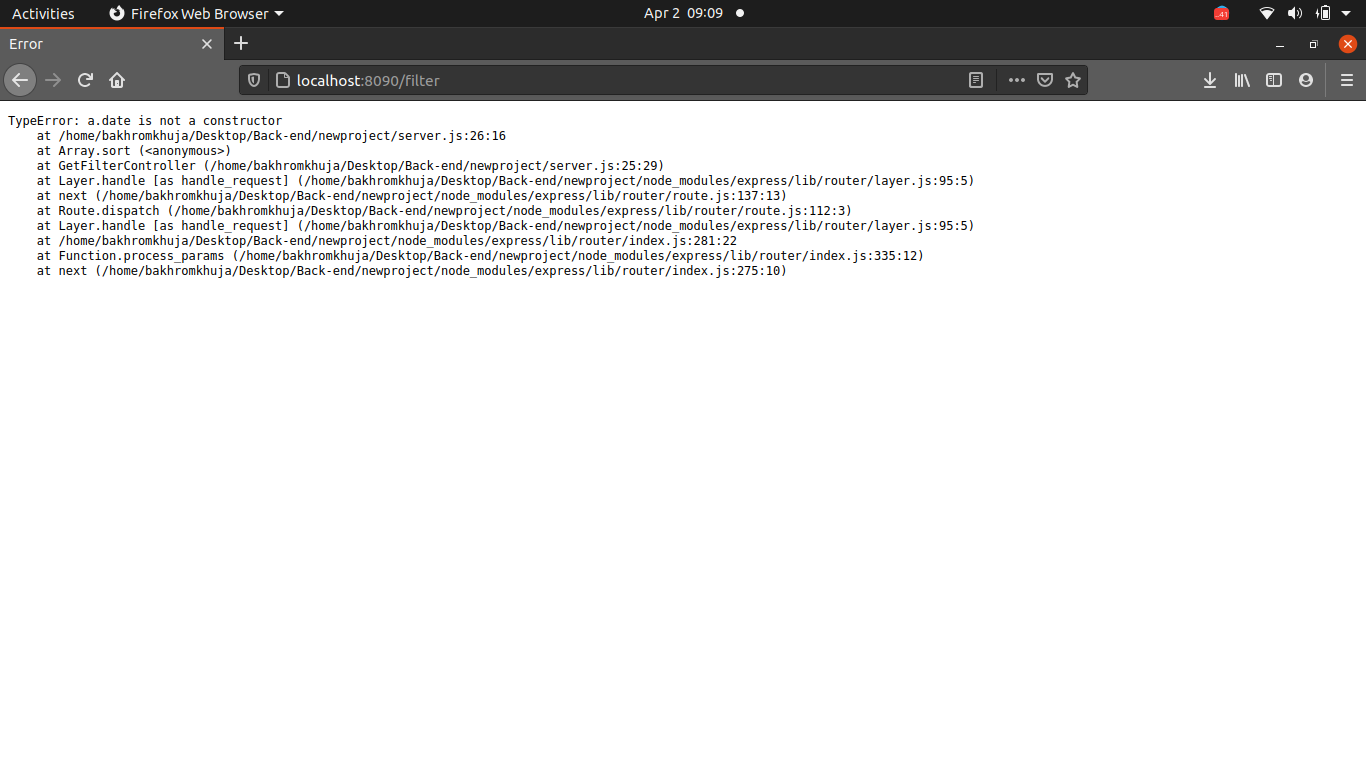 Activities
Firefox Web Browser
Apr 2 09:09
Error
localhost:8090/filter
TypeError: a.date is not a constructor
at /home/bakhromkhuja/Desktop/Back-end/newproject/server.js:26:16
at Array.sort (<anonymous>)
at GetFilterController (/home/bakhromkhuja/Desktop/Back-end/newproject/server.js:25:29)
at Layer.handle [as handle_request] (/home/bakhromkhuja/Desktop/Back-end/newproject/node_modules/express/lib/router/layer.js:95:5)
at next (/home/bakhromkhuja/Desktop/Back-end/newproject/node_modules/express/lib/router/route.js:137:13)
at Route.dispatch (/home/bakhromkhuja/Desktop/Back-end/newproject/node_modules/express/lib/router/route.js:112:3)
at Layer.handle [as handle_request] (/home/bakhromkhuja/Desktop/Back-end/newproject/node_modules/express/lib/router/layer.js:95:5)
at /home/bakhromkhuja/Desktop/Back-end/newproject/node_modules/express/lib/router/index.js:281:22
at Function.process_params (/home/bakhromkhuja/Desktop/Back-end/newproject/node_modules/express/lib/router/index.js:335:12)
at next (/home/bakhromkhuja/Desktop/Back-end/newproject/node_modules/express/lib/router/index.js:275:10)